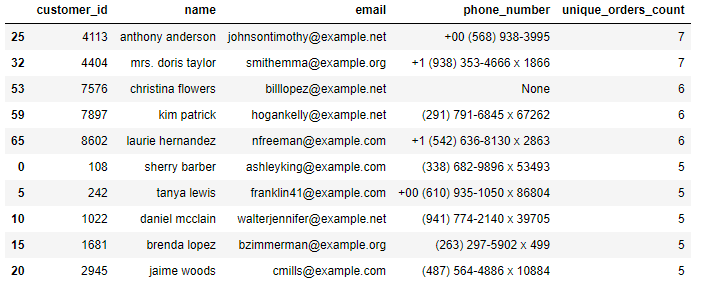 customer_id name email phone_number unique_orders_count
25 4113 anthony anderson johnsontimothy@example.net +00 (568) 938-3995 7
32 4404 mrs. doris taylor smithemma@example.org +1 (938) 353-4666 x 1866 7
53 7576 christina flowers billlopez@example.net None 6
59 7897 kim patrick hogankelly@example.net (291) 791-6845 x 67262 6
65 8602 laurie hernandez nfreeman@example.com +1 (542) 636-8130 x 2863 6
0 108 sherry barber ashleyking@example.com (338) 682-9896 x 53493 5
5 242 tanya lewis franklin41@example.com +00 (610) 935-1050 x 86804 5
10 1022 daniel mcclain walterjennifer@example.net (941) 774-2140 x 39705 5
15 1681 brenda lopez bzimmerman@example.org (263) 297-5902 x 499 5
20 2945 jaime woods cmills@example.com (487) 564-4886 x 10884 5